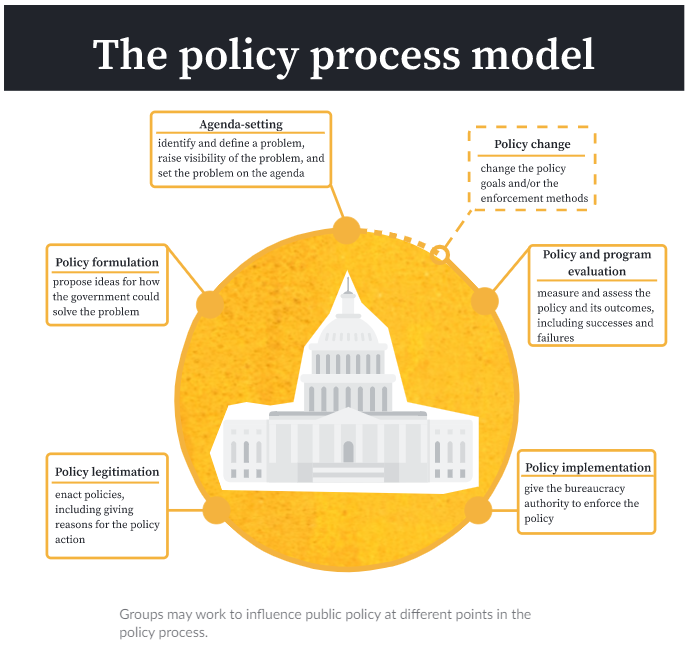 The policy process model
Agenda-setting
identify and define a problem,
raise visibility of the problem, and
set the problem on the agenda
Policy change
change the policy
goals and/or the
enforcement methods
Policy formulation
propose ideas for how
the government could
solve the problem
Policy and program
evaluation
measure and assess the
policy and its outcomes,
including successes and
failures
Policy legitimation
enact policies,
including giving
reasons for the policy
action
Policy implementation
give the bureaucracy
authority to enforce the
policy
Groups may work to influence public policy at different points in the
policy process.